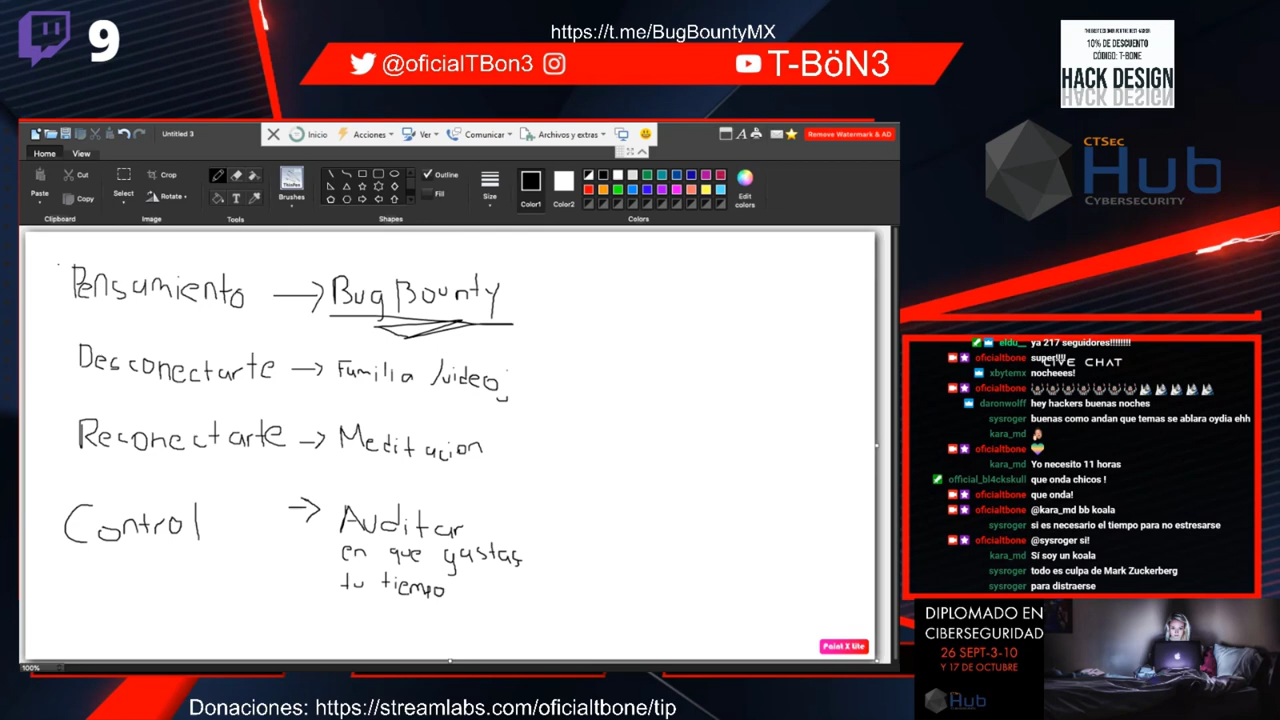 9
https://t.me/BugBountyMX
@oficialTBon3
T-BöN3
10% DE DESCUENTO
CÓDIGO: T-BONE
HACK DESIGN
CTSec
Hub
CYBERSECURITY
Untitled 3
Inicio
Acciones
Ver
Comunicar
Archivos y extras
Remove Watermark & AD
Home
View
Paste
Cut
Copy
Clipboard
Select
Crop
Rotate
Image
Tools
Brushes
Outline
Fill
Shapes
Size
Color1
Color2
Edit
colors
Colors
Pensamiento → BugBounty
Desconectarte → Familia /video
Reconectarte → Meditacion
Control → Auditar
en que gastas
tu tiempo
Paint X Lite
100%
LIVE CHAT
eldu__ ya 217 seguidores!!!!!!!!
oficialtbone super!!!!
xbytemx nocheees!
oficialtbone
daronwolff hey hackers buenas noches
sysroger buenas como andan que temas se ablara oydia ehh
kara_md
oficialtbone
kara_md Yo necesito 11 horas
official_bl4ckskull que onda chicos !
oficialtbone que onda!
oficialtbone @kara_md bb koala
sysroger si es necesario el tiempo para no estresarse
oficialtbone @sysroger si!
kara_md Sí soy un koala
sysroger todo es culpa de Mark Zuckerberg
sysroger para distraerse
DIPLOMADO EN
CIBERSEGURIDAD
26 SEPT-3-10
Y 17 DE OCTUBRE
Hub
Donaciones: https://streamlabs.com/oficialtbone/tip